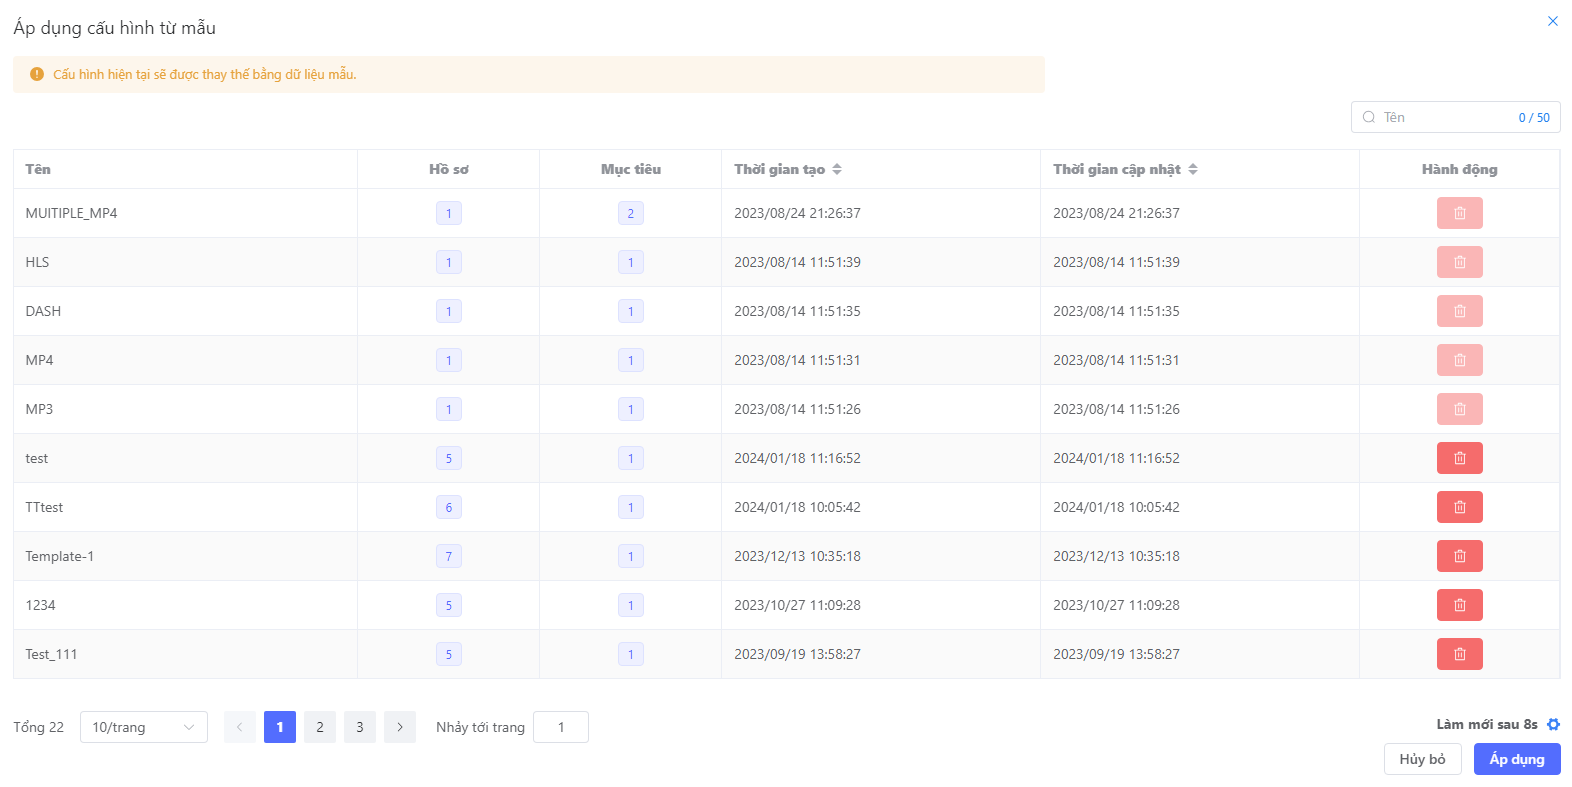 Áp dụng cấu hình từ mẫu
Cấu hình hiện tại sẽ được thay thế bằng dữ liệu mẫu.
Tên 0 / 50
Tên Hồ sơ Mục tiêu Thời gian tạo Thời gian cập nhật Hành động
MUITIPLE_MP4 1 2 2023/08/24 21:26:37 2023/08/24 21:26:37
HLS 1 1 2023/08/14 11:51:39 2023/08/14 11:51:39
DASH 1 1 2023/08/14 11:51:35 2023/08/14 11:51:35
MP4 1 1 2023/08/14 11:51:31 2023/08/14 11:51:31
MP3 1 1 2023/08/14 11:51:26 2023/08/14 11:51:26
test 5 1 2024/01/18 11:16:52 2024/01/18 11:16:52
TTtest 6 1 2024/01/18 10:05:42 2024/01/18 10:05:42
Template-1 7 1 2023/12/13 10:35:18 2023/12/13 10:35:18
1234 5 1 2023/10/27 11:09:28 2023/10/27 11:09:28
Test_111 5 1 2023/09/19 13:58:27 2023/09/19 13:58:27
Tổng 22 10/trang 1 2 3 Nhảy tới trang 1
Làm mới sau 8s
Hủy bỏ Áp dụng